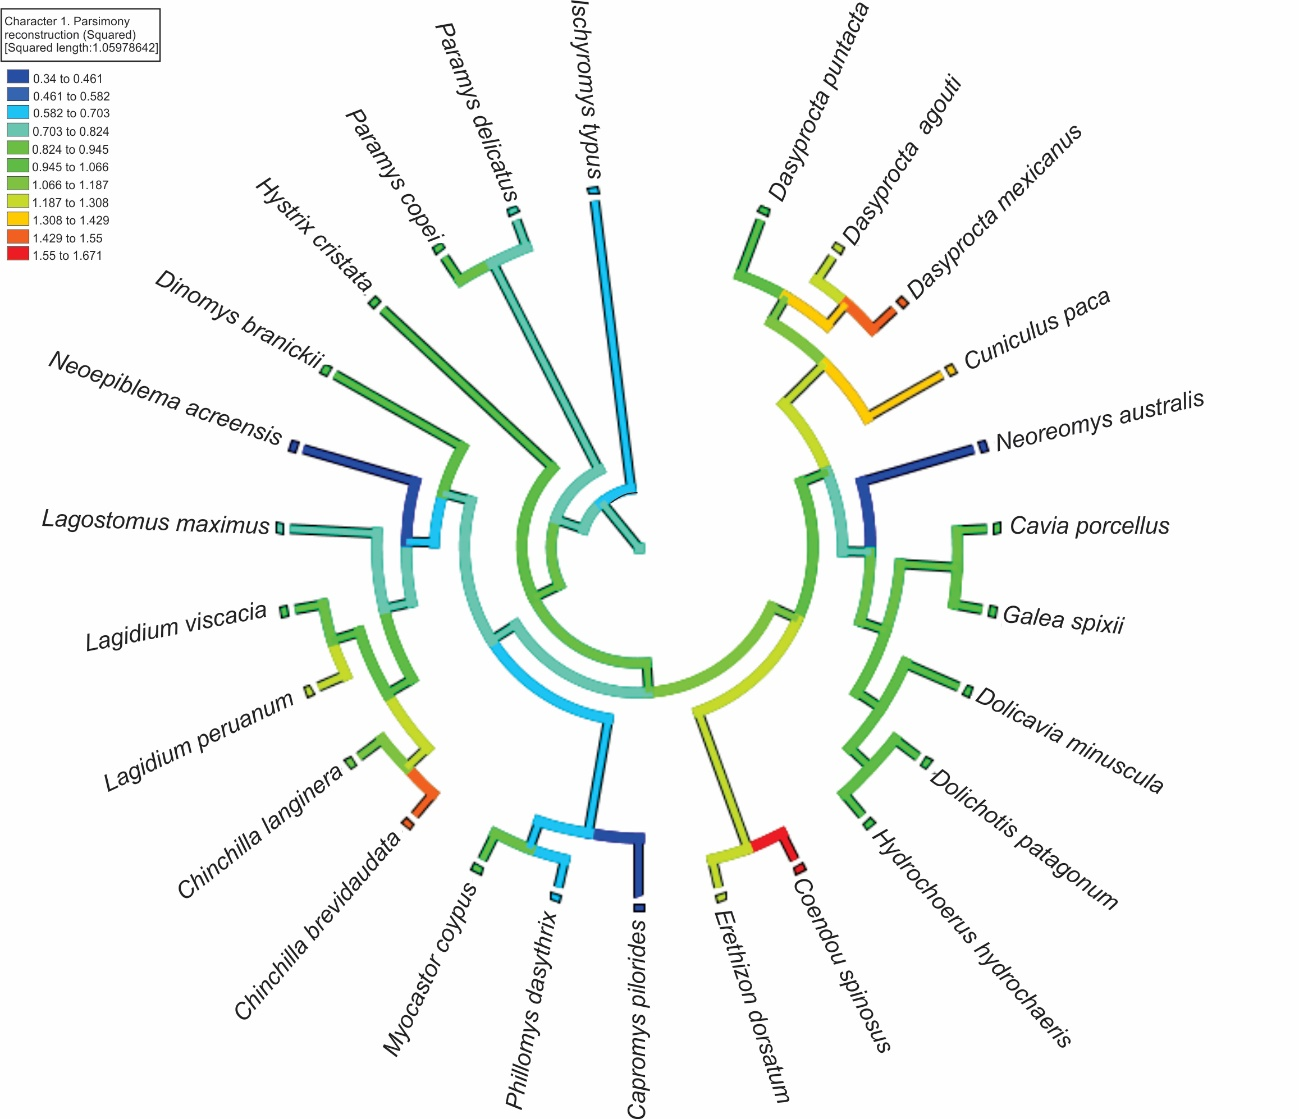 Character 1. Parsimony
reconstruction (Squared)
[Squared length:1.05978642]
0.34 to 0.461
0.461 to 0.582
0.582 to 0.703
0.703 to 0.824
0.824 to 0.945
0.945 to 1.066
1.066 to 1.187
1.187 to 1.308
1.308 to 1.429
1.429 to 1.55
1.55 to 1.671
Ischyromys typus
Paramys delicatus
Paramys copei
Hystrix cristata
Dinomys branickii
Neoepiblema acreensis
Lagostomus maximus
Lagidium viscacia
Lagidium peruanum
Chinchilla langinera
Chinchilla brevidaudata
Myocastor coypus
Phillomys dasythrix
Capromys pilorides
Erethizon dorsatum
Coendou spinosus
Hydrochoerus hydrochaeris
Dolichotis patagonum
Dolicavia minuscula
Galea spixii
Cavia porcellus
Neoreomys australis
Cuniculus paca
Dasyprocta mexicanus
Dasyprocta agouti
Dasyprocta puntacta